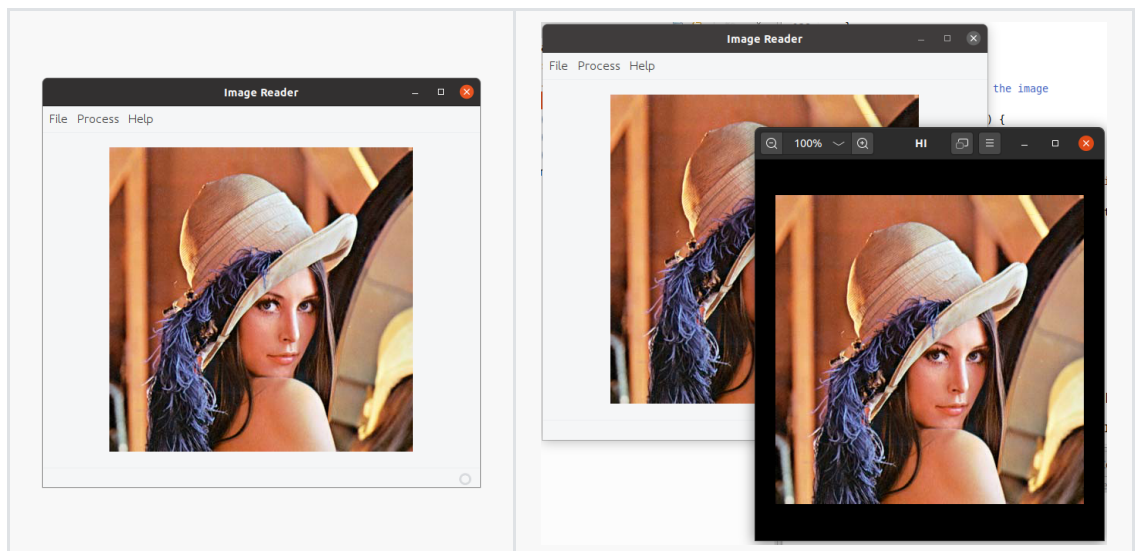 Image Reader
File Process Help
Image Reader
File Process Help
the image
) {
100%
HI